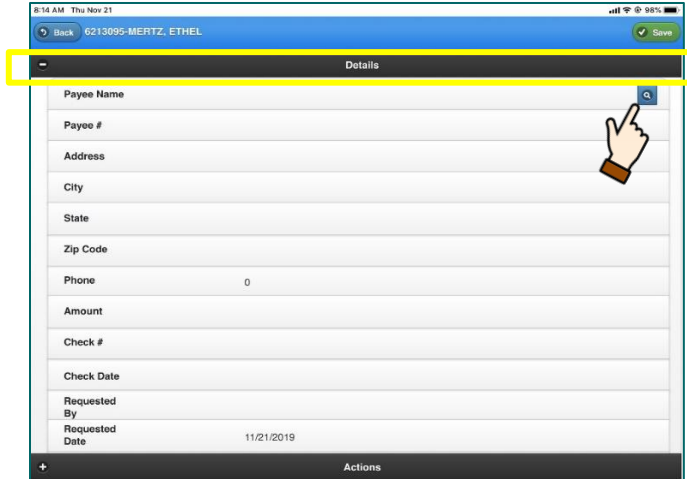 8:14 AM Thu Nov 21 98%
Back 6213095-MERTZ, ETHEL Save
Details
Payee Name
Payee #
Address
City
State
Zip Code
Phone 0
Amount
Check #
Check Date
Requested
By
Requested
Date 11/21/2019
Actions